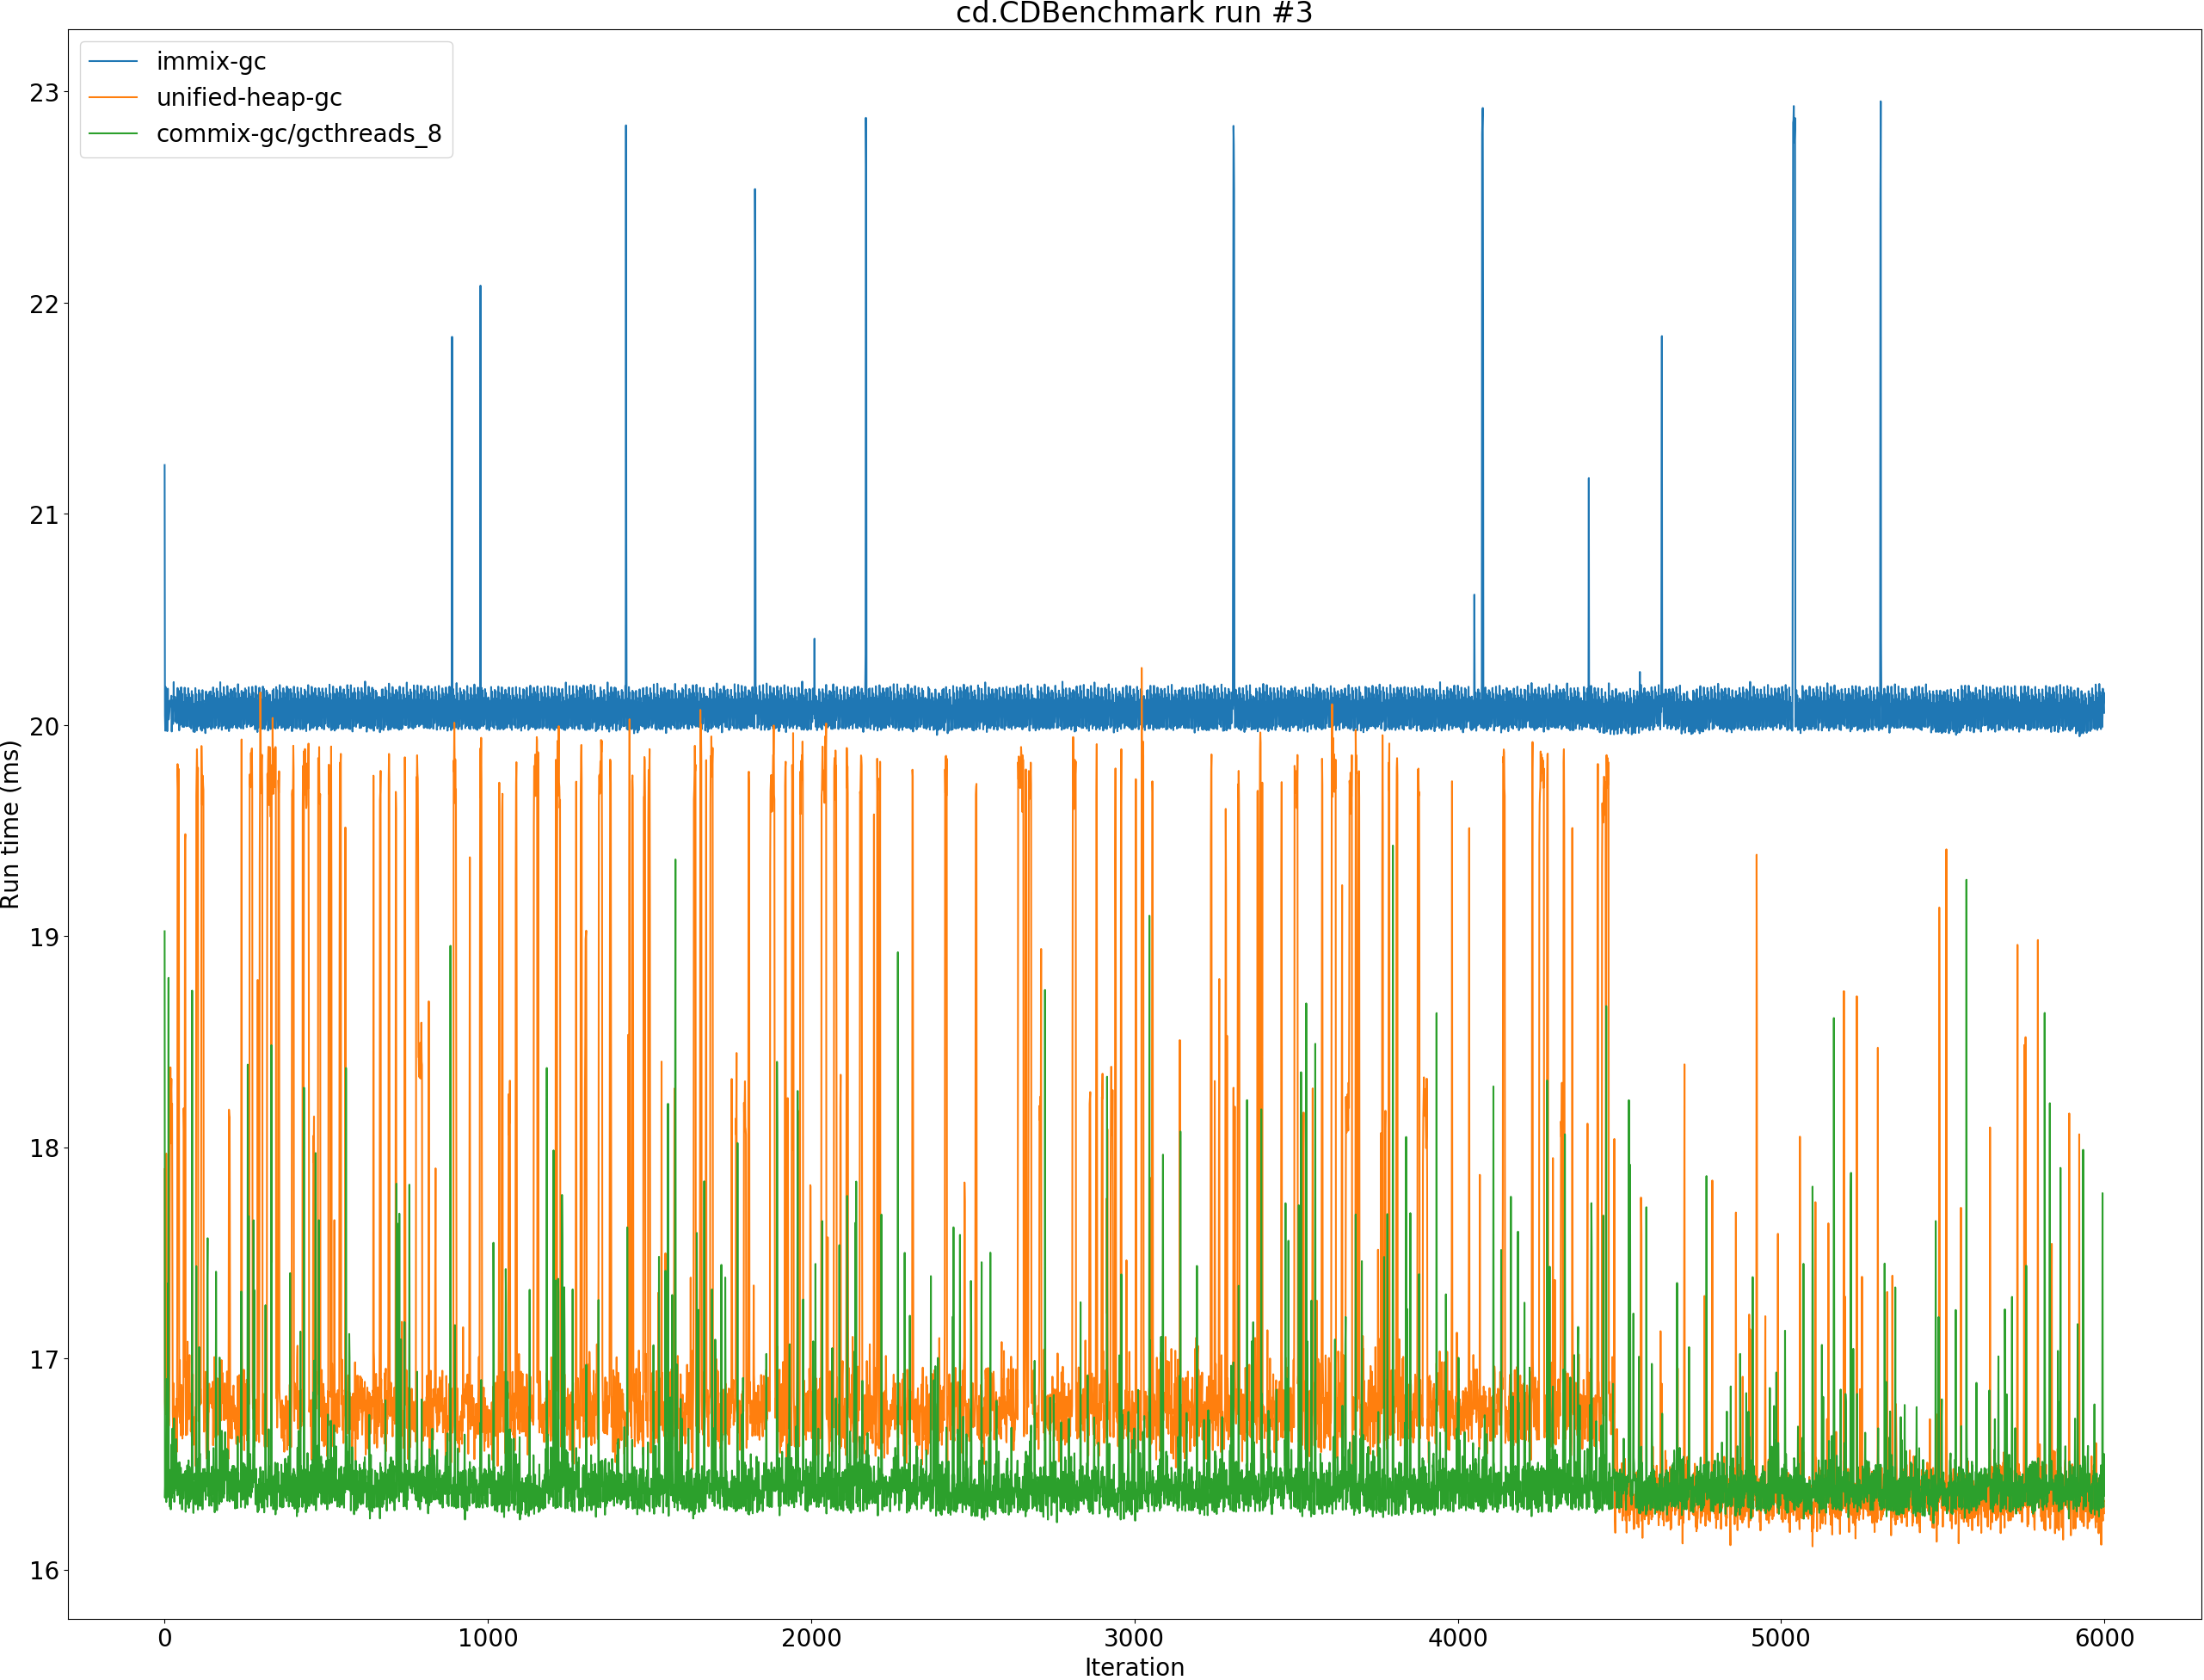 cd.CDBenchmark run #3
immix-gc
unified-heap-gc
commix-gc/gcthreads_8
23
22
21
20
19
18
17
16
Run time (ms)
0 1000 2000 3000 4000 5000 6000
Iteration